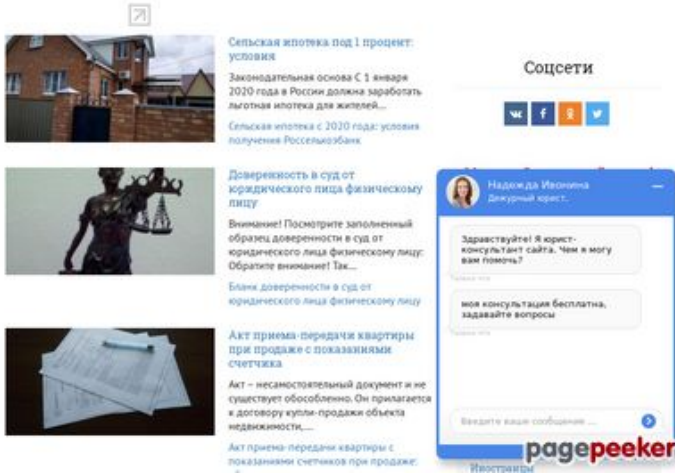 Сельская ипотека под 1 процент:
условия
Законодательная основа С 1 января
2020 года в России должна заработать
льготная ипотека для жителей...
Сельская ипотека с 2020 года: условия
получения Россельхозбанк
Доверенность в суд от
юридического лица физическому
лицу
Внимание! Посмотрите заполненный
образец доверенности в суд от
юридического лица физическому лицу:
Обратите внимание! Так...
Бланк доверенности в суд от
юридического лица физическому лицу
Акт приема-передачи квартиры
при продаже с показаниями
счетчика
Акт – несамостоятельный документ и не
существует обособленно. Он прилагается
к договору купли-продажи объекта
недвижимости,...
Акт приема-передачи квартиры с
показаниями счетчиков при продаже:
Соцсети
Надежда Ивонина
Дежурный юрист.
Здравствуйте! Я юрист-
консультант сайта. Чем я могу
вам помочь?
моя консультация бесплатна,
задавайте вопросы
Введите ваше сообщение ...
pagepeeker
Иностранцы